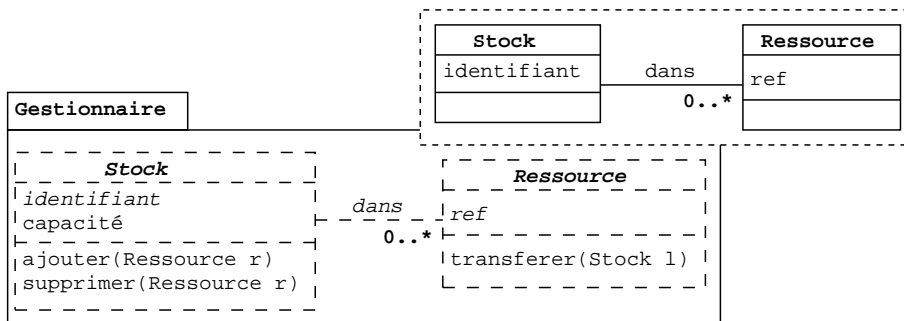 Stock
Ressource
identifiant
dans
ref
0..*
Gestionnaire
Stock
Ressource
identifiant
capacité
dans
ref
0..*
ajouter(Ressource r)
supprimer(Ressource r)
transferer(Stock l)